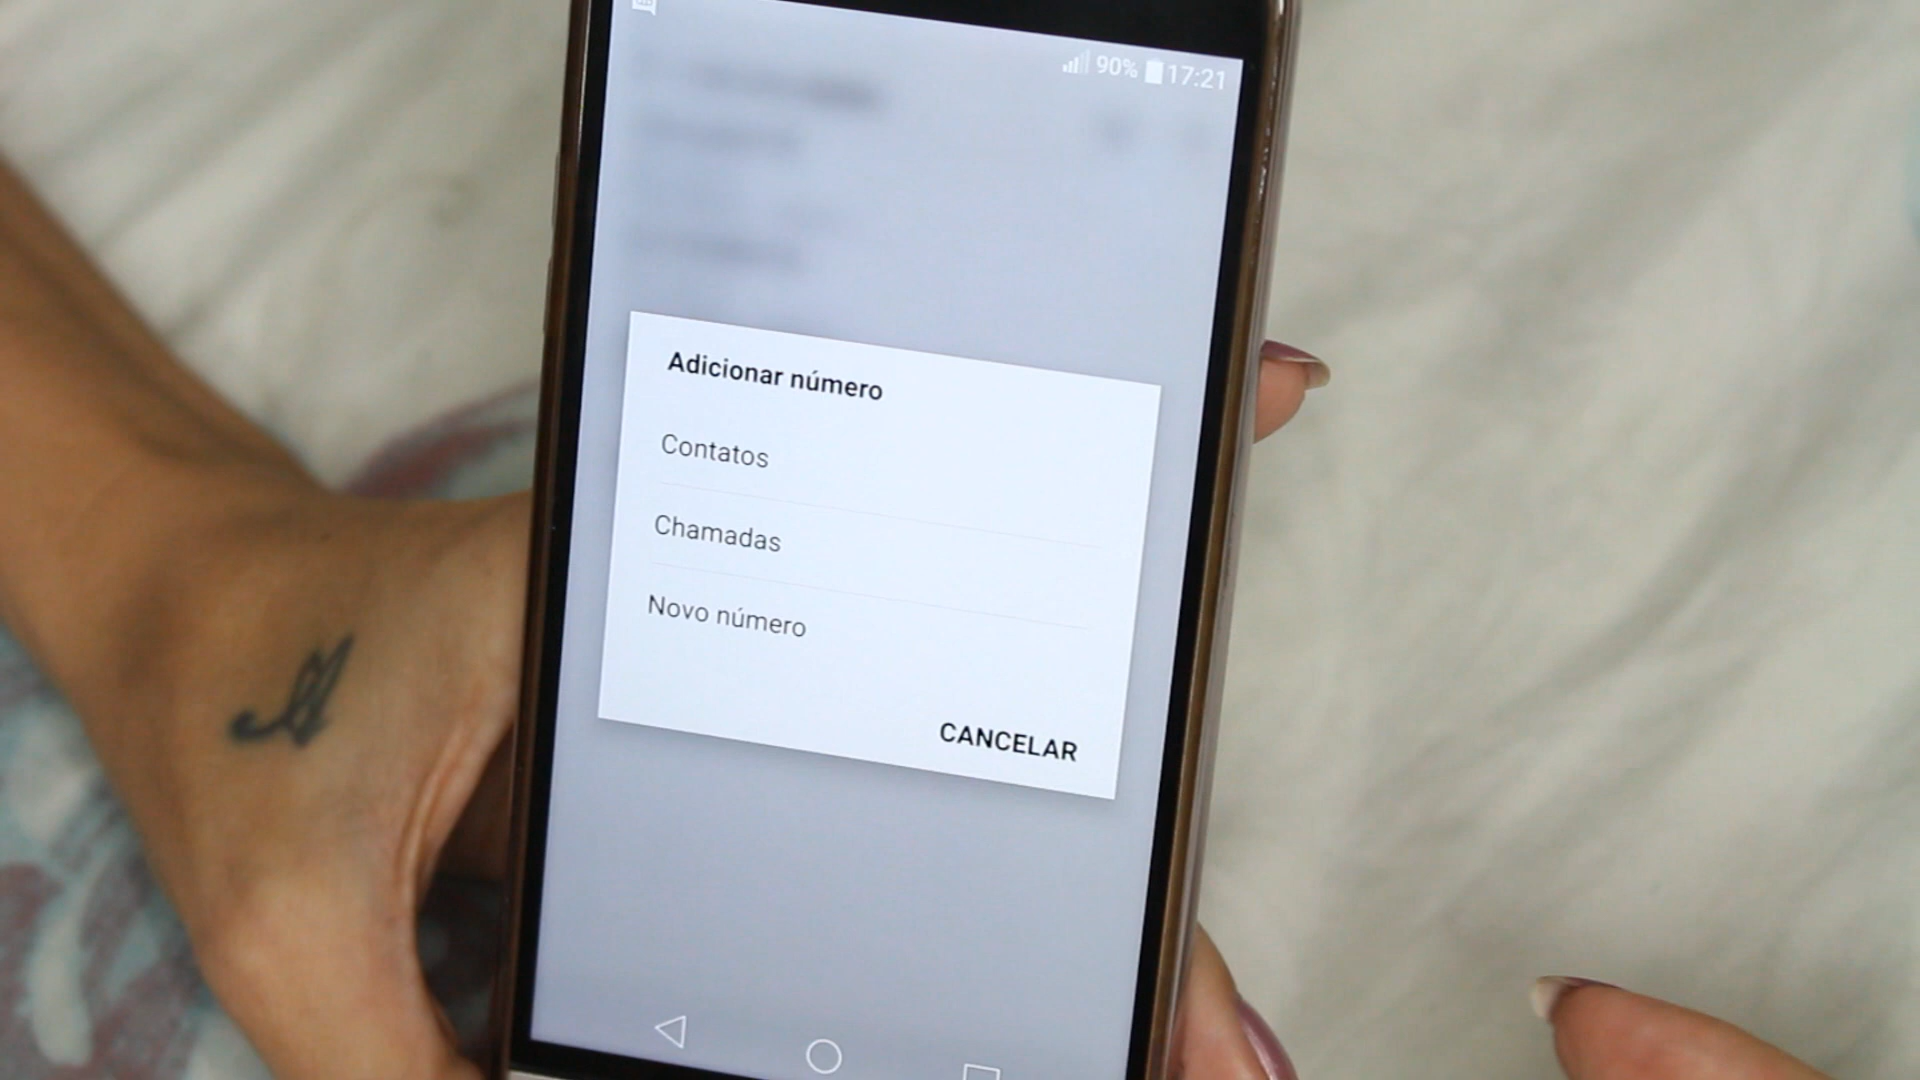 90% 17:21
Adicionar número
Contatos
Chamadas
Novo número
CANCELAR